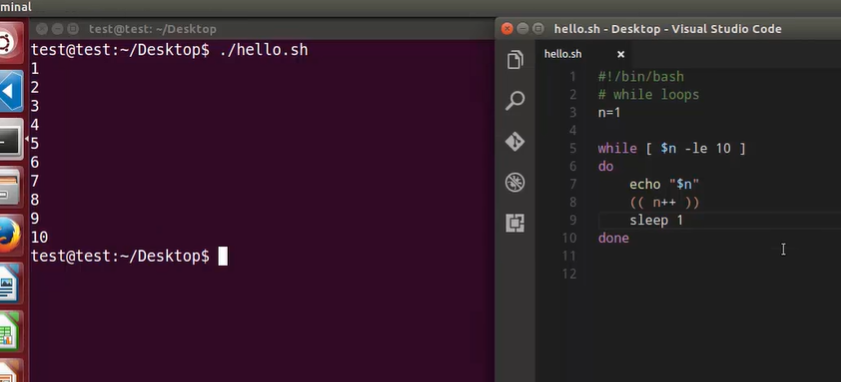 minal
test@test: ~/Desktop
test@test:~/Desktop$ ./hello.sh
1
2
3
4
5
6
7
8
9
10
test@test:~/Desktop$
hello.sh - Desktop - Visual Studio Code
hello.sh
1 #!/bin/bash
2 # while loops
3 n=1
4
5 while [ $n -le 10 ]
6 do
7 echo "$n"
8 (( n++ ))
9 sleep 1
10 done
11
12